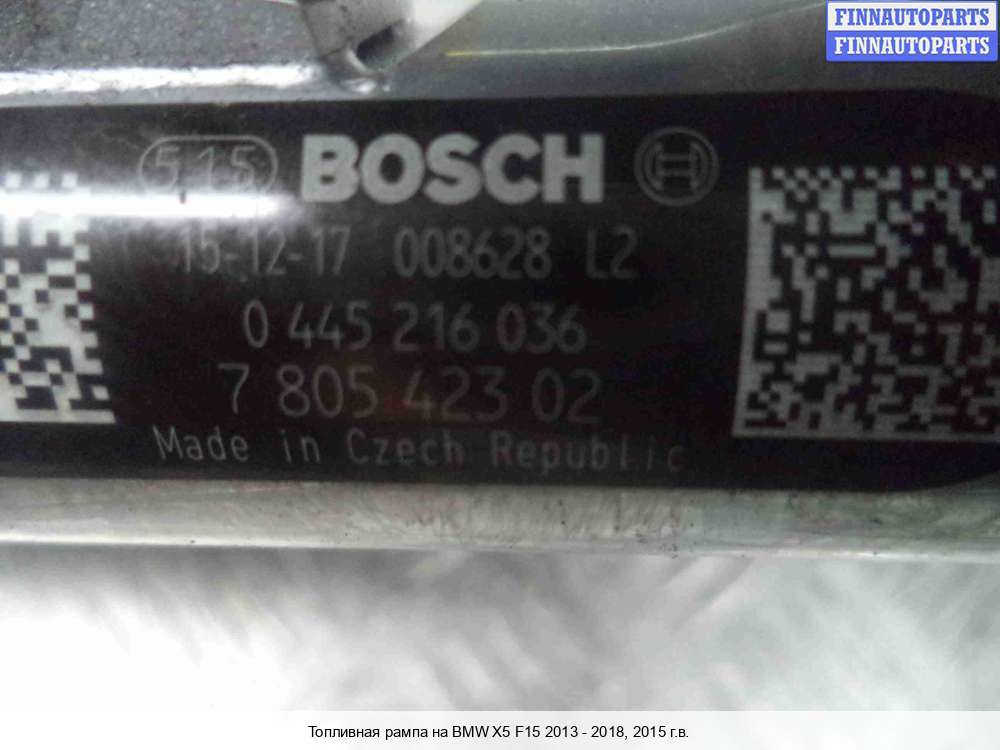 FINNAUTOPARTS
FINNAUTOPARTS
515 BOSCH
15-12-17 008628 L2
0 445 216 036
7 805 423 02
Made in Czech Republic
Топливная рампа на BMW X5 F15 2013 - 2018, 2015 г.в.